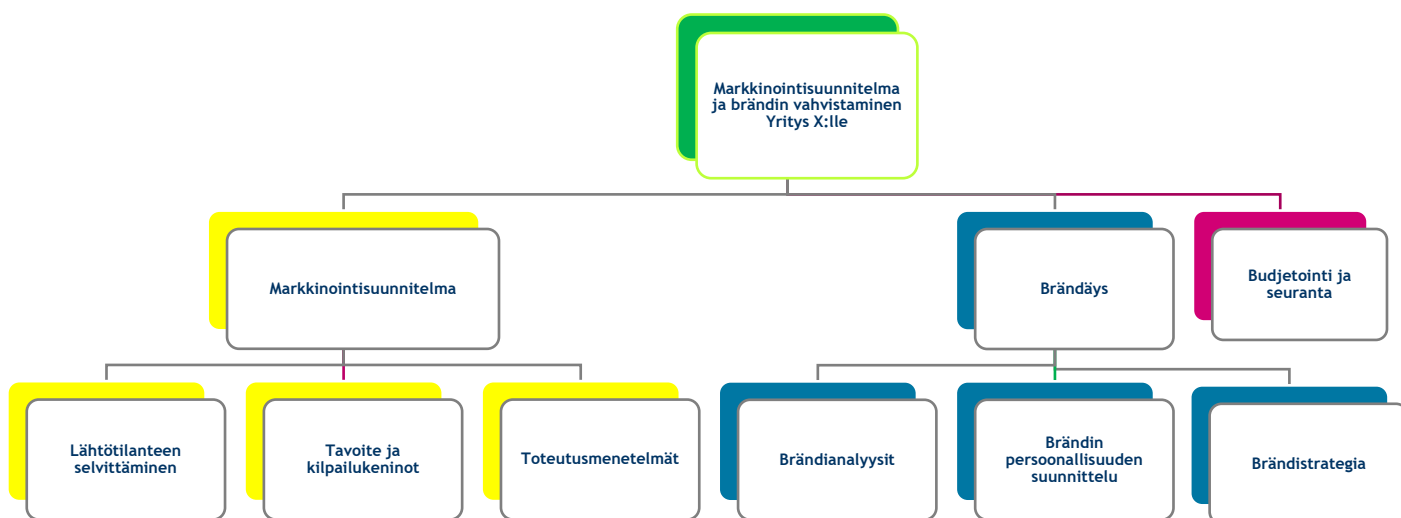 Markkinointisuunnitelma
ja brändin vahvistaminen
Yritys X:lle
Markkinointisuunnitelma
Brändäys
Budjetointi ja
seuranta
Lähtötilanteen
selvittäminen
Tavoite ja
kilpailukeninot
Toteutusmenetelmät
Brändianalyysit
Brändin
persoonallisuuden
suunnittelu
Brändistrategia